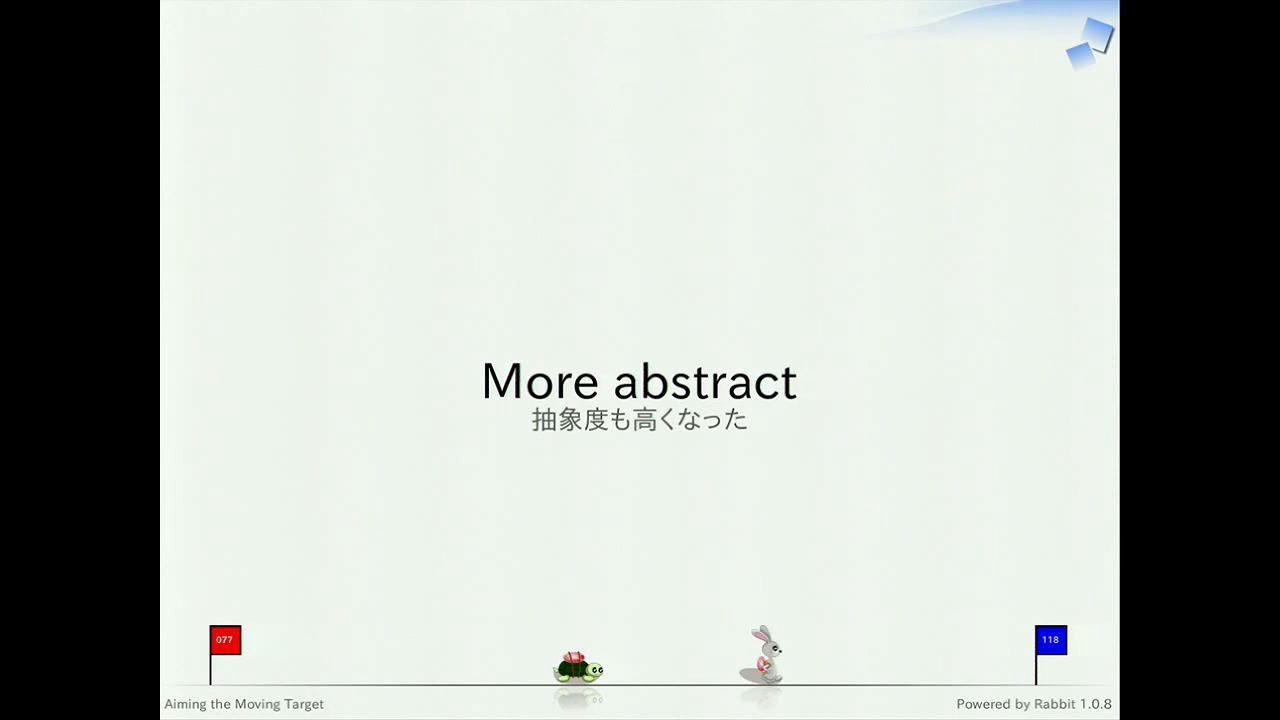 More abstract
抽象度も高くなった
077
118
Aiming the Moving Target
Powered by Rabbit 1.0.8